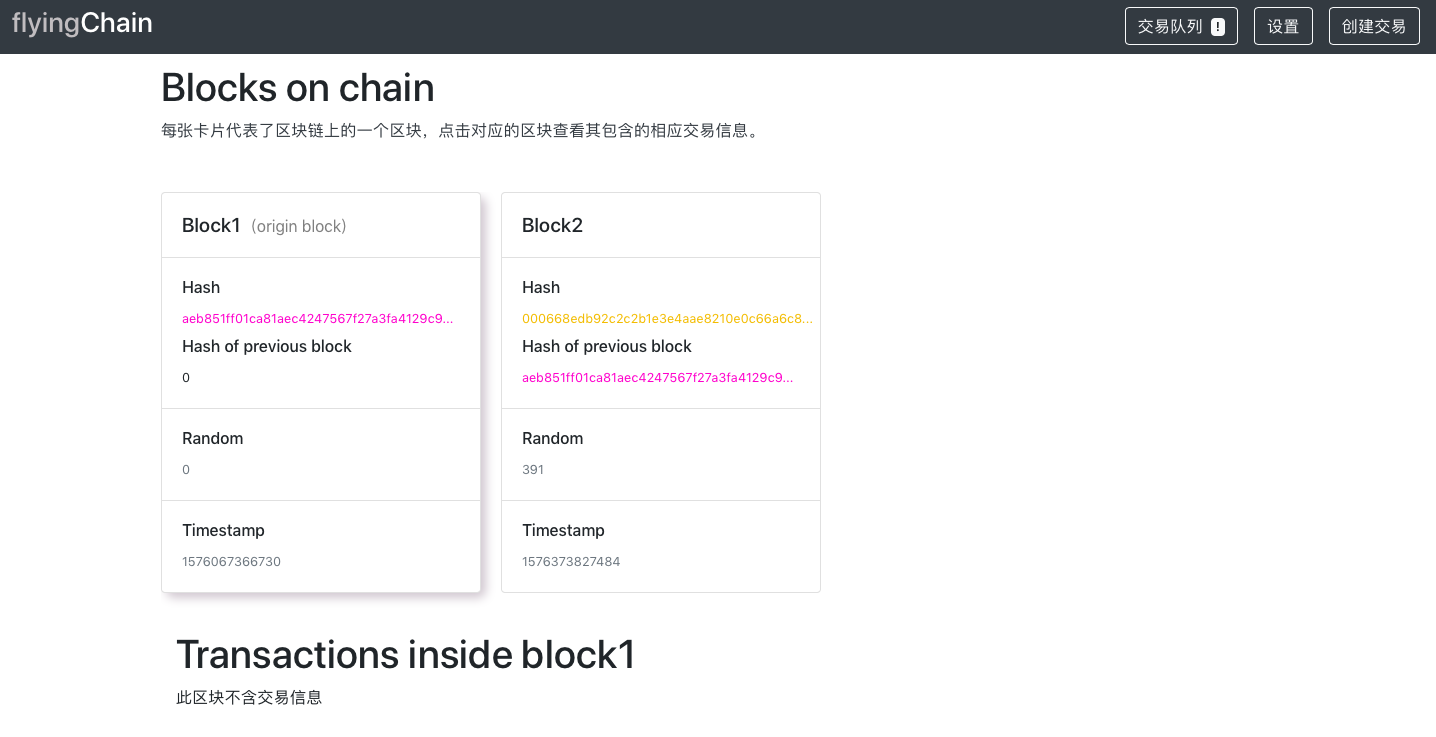 flyingChain
交易队列 !
设置
创建交易
Blocks on chain
每张卡片代表了区块链上的一个区块，点击对应的区块查看其包含的相应交易信息。
Block1 (origin block)
Hash
aeb851ff01ca81aec4247567f27a3fa4129c9...
Hash of previous block
0
Random
0
Timestamp
1576067366730
Block2
Hash
000668edb92c2c2b1e3e4aae8210e0c66a6c8...
Hash of previous block
aeb851ff01ca81aec4247567f27a3fa4129c9...
Random
391
Timestamp
1576373827484
Transactions inside block1
此区块不含交易信息